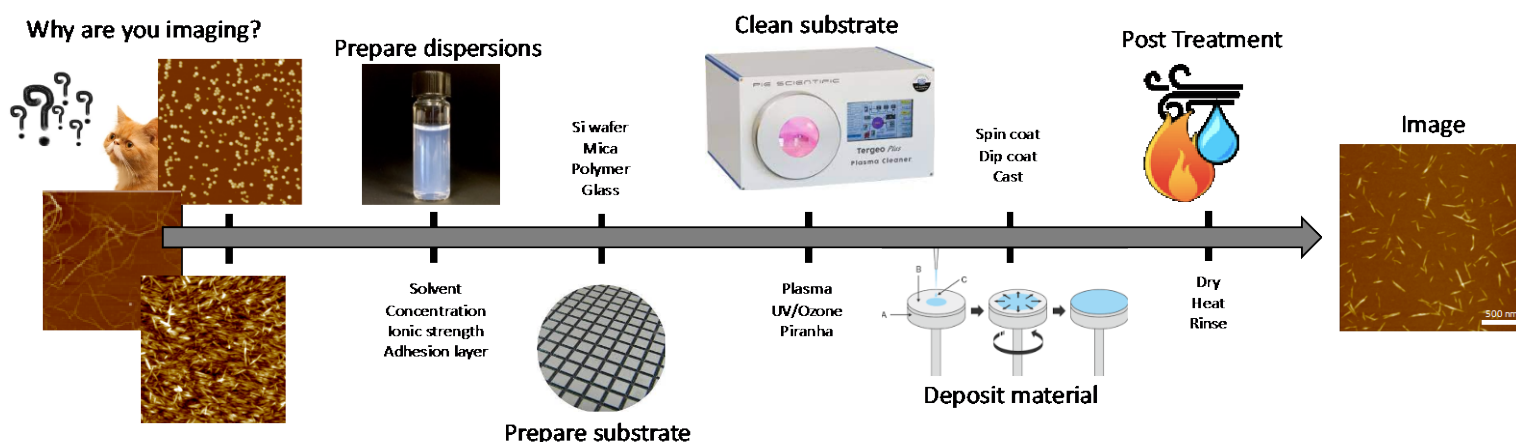 Why are you imaging?
? ? ? ? ?
Prepare dispersions
Solvent
Concentration
Ionic strength
Adhesion layer
Si wafer
Mica
Polymer
Glass
Prepare substrate
Clean substrate
PIE SCIENTIFIC
Tergeo Plus
Plasma Cleaner
Plasma
UV/Ozone
Piranha
Spin coat
Dip coat
Cast
B
C
A
Deposit material
Post Treatment
Dry
Heat
Rinse
Image
500 nm